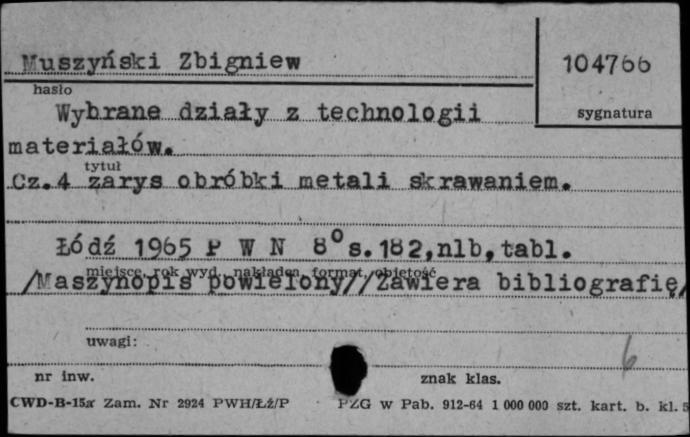 Muszyński Zbigniew
104766
hasło
sygnatura
Wybrane działy z technologii
materiałów.
tytuł
Cz.4 zarys obróbki metali skrawaniem.
Łódź 1965 P W N 8° s.182,nlb,tabl.
miejsce, rok wyd., nakładca, format, objętość
/Maszynopis powielony//Zawiera bibliografię/
uwagi:
6
nr inw.
znak klas.
CWD-B-15a Zam. Nr 2924 PWH/Łź/P PZG w Pab. 912-64 1 000 000 szt. kart. b. kl. 5